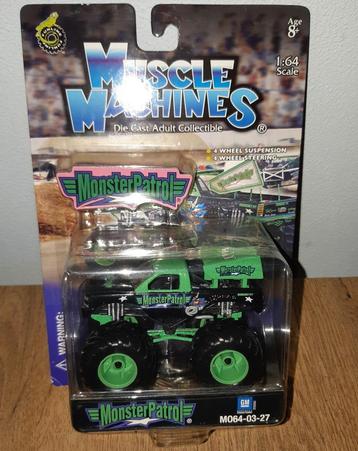 Age
8+
MUSCLE
MACHINES®
1:64
Scale
Die Cast Adult Collectible
4 WHEEL SUSPENSION
4 WHEEL STEERING
MonsterPatrol
MonsterPatrol
MonsterPatrol
WARNING:
MonsterPatrol®
GM
MO64-03-27